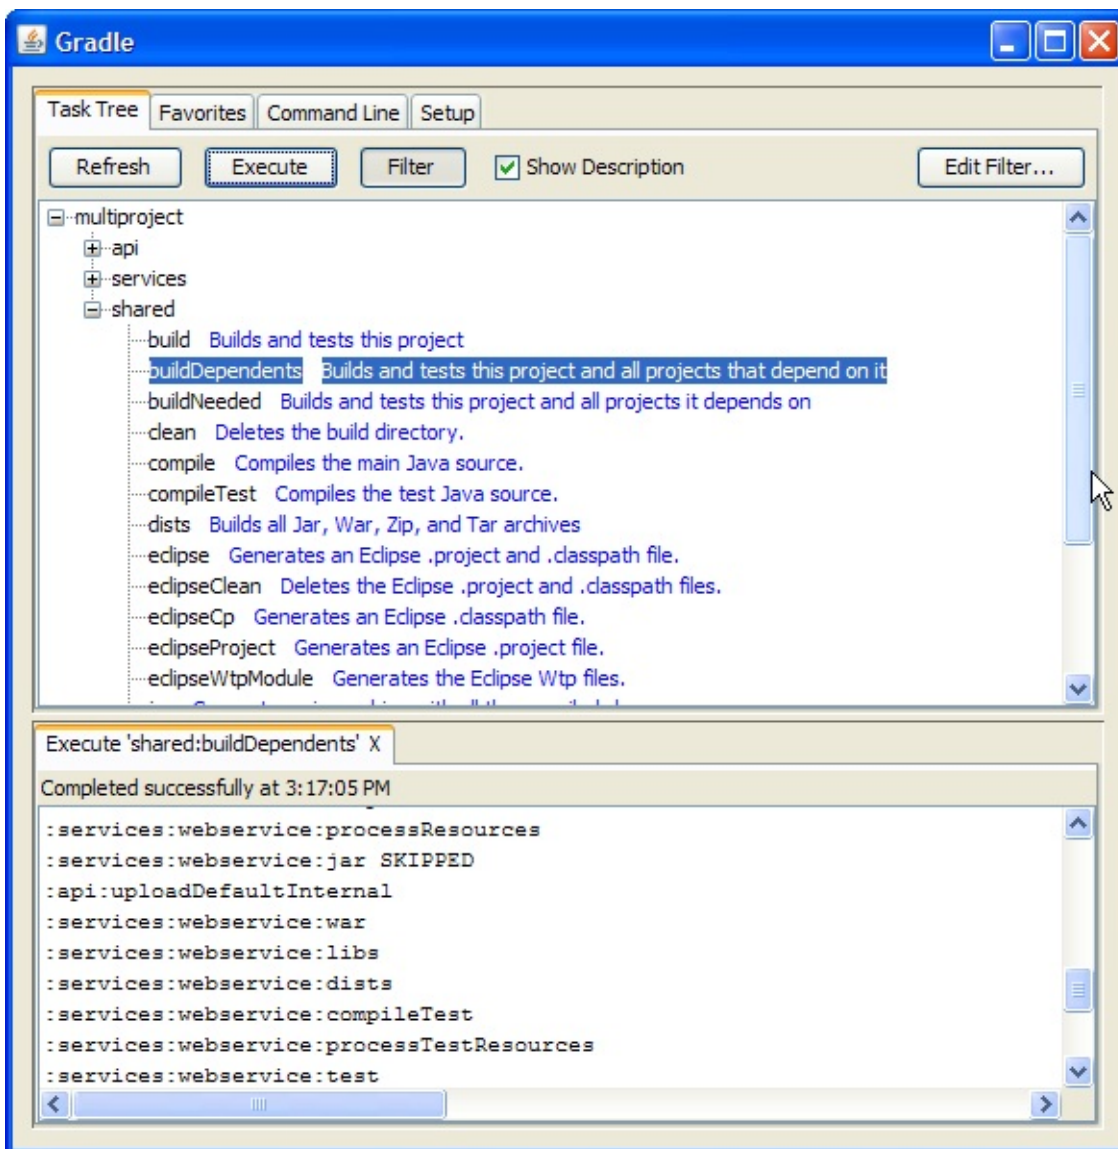 Gradle
Task Tree Favorites Command Line Setup
Refresh Execute Filter Show Description Edit Filter...
multiproject
api
services
shared
build Builds and tests this project
buildDependents Builds and tests this project and all projects that depend on it
buildNeeded Builds and tests this project and all projects it depends on
clean Deletes the build directory.
compile Compiles the main Java source.
compileTest Compiles the test Java source.
dists Builds all Jar, War, Zip, and Tar archives
eclipse Generates an Eclipse .project and .classpath file.
eclipseClean Deletes the Eclipse .project and .classpath files.
eclipseCp Generates an Eclipse .classpath file.
eclipseProject Generates an Eclipse .project file.
eclipseWtpModule Generates the Eclipse Wtp files.
Execute 'shared:buildDependents' X
Completed successfully at 3:17:05 PM
:services:webservice:processResources
:services:webservice:jar SKIPPED
:api:uploadDefaultInternal
:services:webservice:war
:services:webservice:libs
:services:webservice:dists
:services:webservice:compileTest
:services:webservice:processTestResources
:services:webservice:test